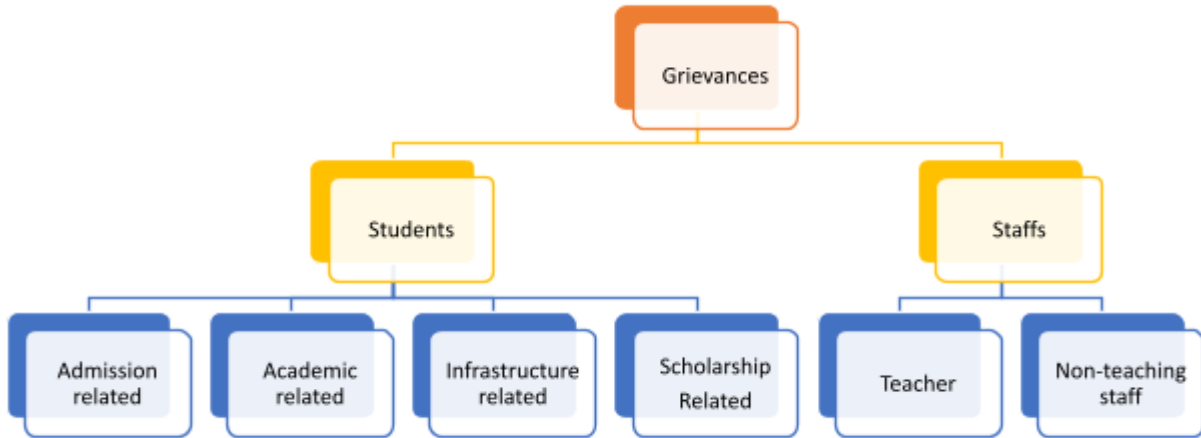 Grievances
Students
Staffs
Admission
related
Academic
related
Infrastructure
related
Scholarship
Related
Teacher
Non-teaching
staff